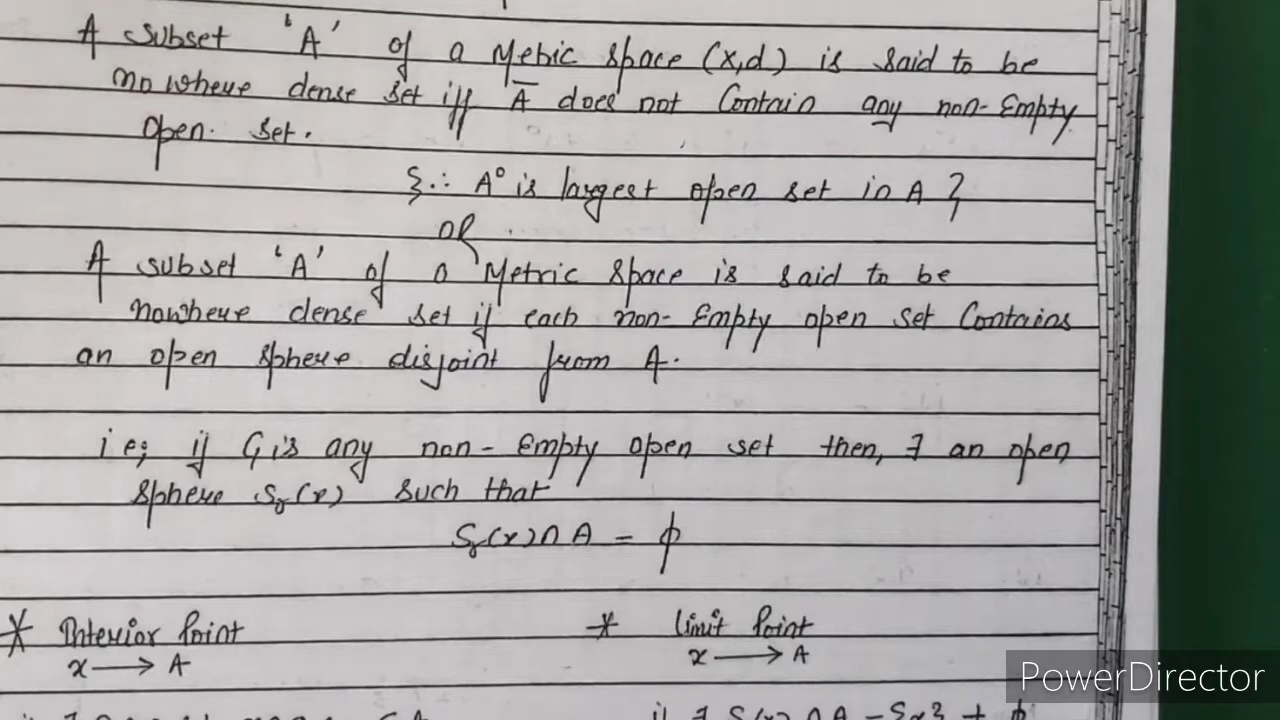 A subset 'A' of a Metric space (X,d) is said to be
nowhere dense set iff A̅ does not Contain any non-Empty
open set.
{∴ A° is largest open set in A}
OR
A subset 'A' of a Metric space is said to be
nowhere dense set if each non-Empty open set Contains
an open sphere disjoint from A.
i.e; if G is any non-Empty open set then, ∃ an open
sphere Sᵣ(x) such that
Sᵣ(x)∩A = ϕ
* Interior Point * Limit Point
x → A x → A
PowerDirector